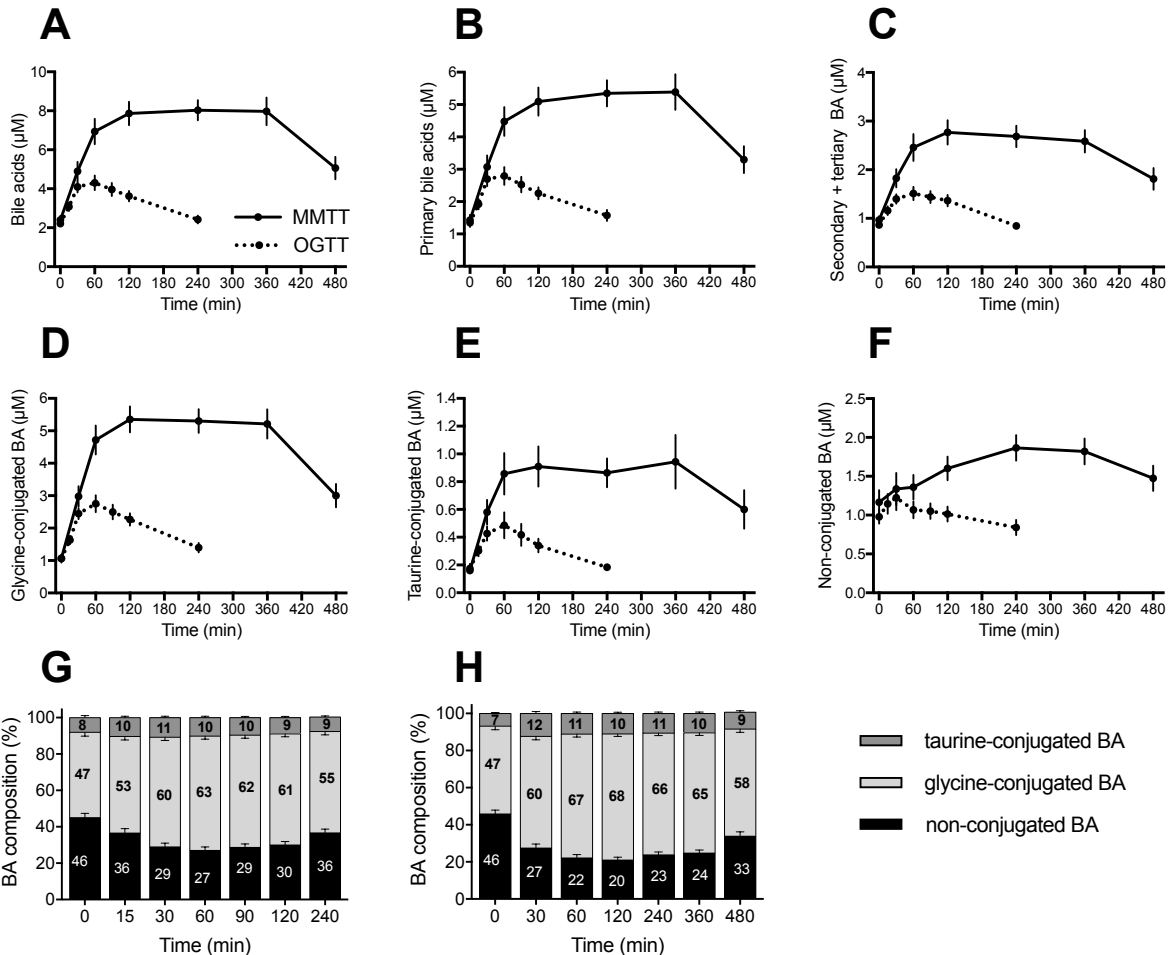 A
Bile acids (μM)
10
8
6
4
2
0
MMTT
OGTT
0 60 120 180 240 300 360 420 480
Time (min)
B
Primary bile acids (μM)
6
5
4
3
2
1
0
0 60 120 180 240 300 360 420 480
Time (min)
C
Secondary + tertiary BA (μM)
4
3
2
1
0
0 60 120 180 240 300 360 420 480
Time (min)
D
Glycine-conjugated BA (μM)
6
5
4
3
2
1
0
0 60 120 180 240 300 360 420 480
Time (min)
E
Taurine-conjugated BA (μM)
1.4
1.2
1.0
0.8
0.6
0.4
0.2
0.0
0 60 120 180 240 300 360 420 480
Time (min)
F
Non-conjugated BA (μM)
2.5
2.0
1.5
1.0
0.5
0.0
0 60 120 180 240 300 360 420 480
Time (min)
G
BA composition (%)
100
80
60
40
20
0
8 10 11 10 10 9 9
47 53 60 63 62 61 55
46 36 29 27 29 30 36
0 15 30 60 90 120 240
Time (min)
H
BA composition (%)
100
80
60
40
20
0
7 12 11 10 11 10 9
47 60 67 68 66 65 58
46 27 22 20 23 24 33
0 30 60 120 240 360 480
Time (min)
taurine-conjugated BA
glycine-conjugated BA
non-conjugated BA